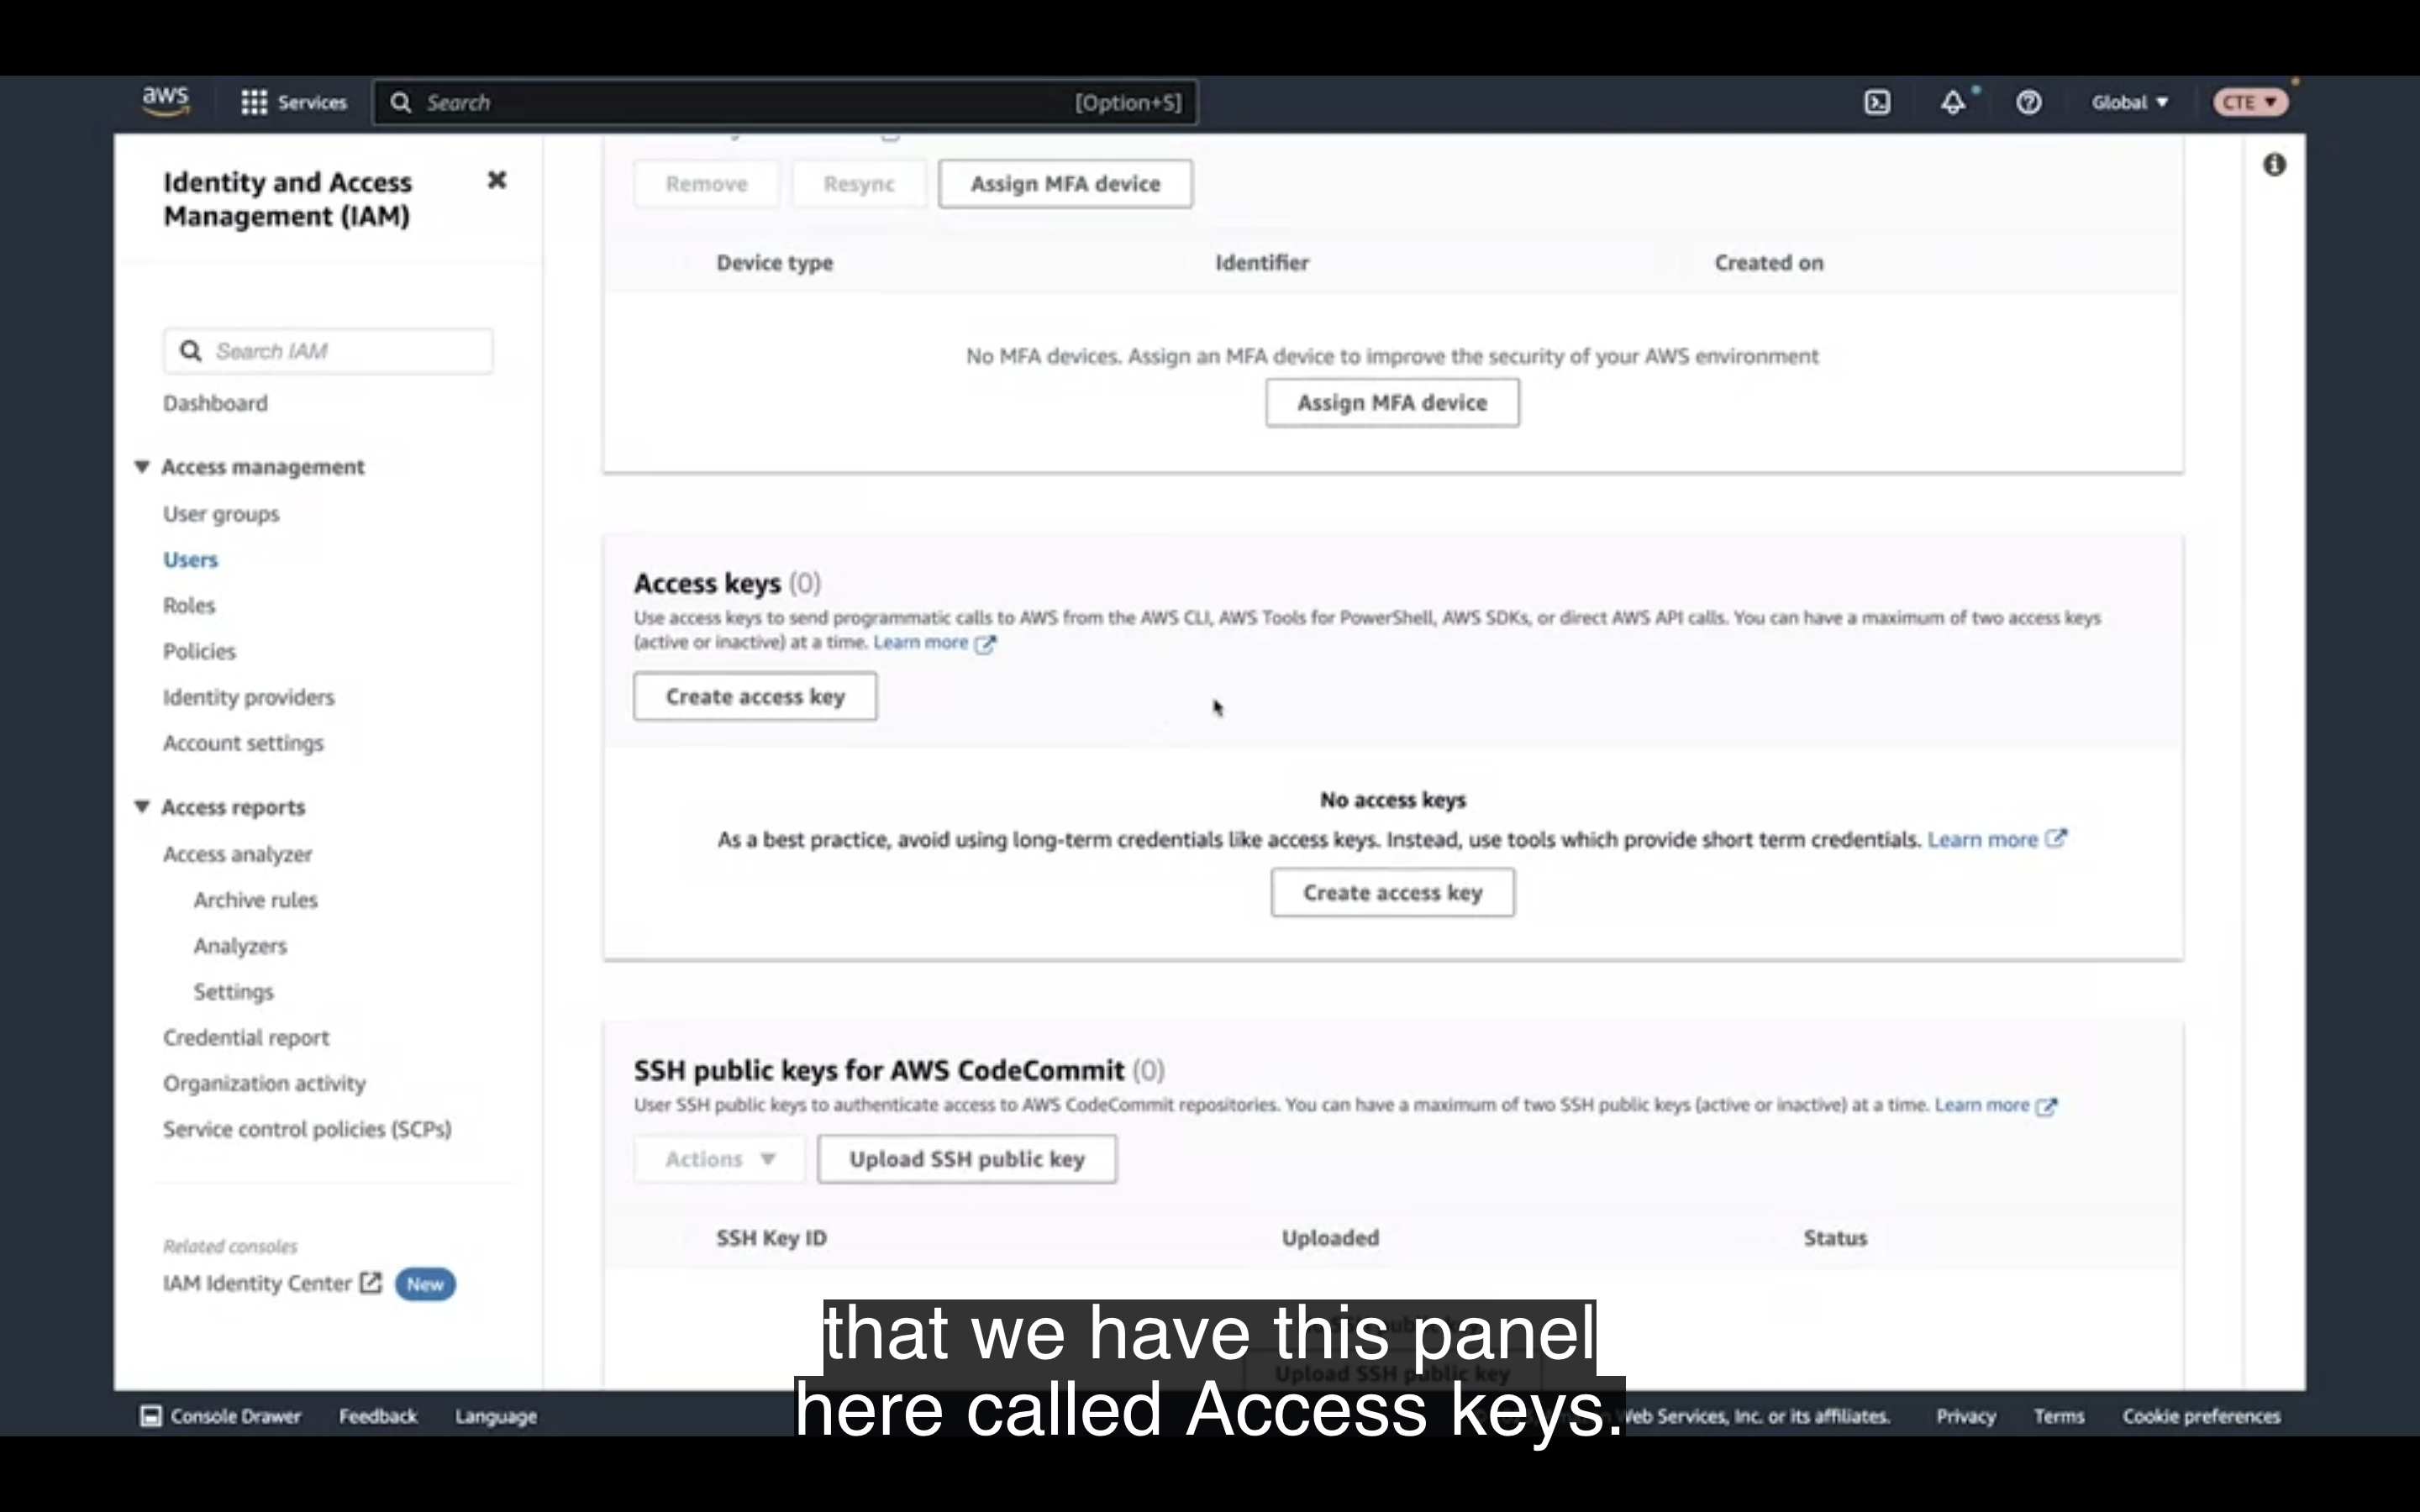 aws
Services
Search
[Option+S]
Global
CTE
Identity and Access
Management (IAM)
Search IAM
Dashboard
Access management
User groups
Users
Roles
Policies
Identity providers
Account settings
Access reports
Access analyzer
Archive rules
Analyzers
Settings
Credential report
Organization activity
Service control policies (SCPs)
Related consoles
IAM Identity Center New
Remove Resync Assign MFA device
Device type Identifier Created on
No MFA devices. Assign an MFA device to improve the security of your AWS environment
Assign MFA device
Access keys (0)
Use access keys to send programmatic calls to AWS from the AWS CLI, AWS Tools for PowerShell, AWS SDKs, or direct AWS API calls. You can have a maximum of two access keys
(active or inactive) at a time. Learn more
Create access key
No access keys
As a best practice, avoid using long-term credentials like access keys. Instead, use tools which provide short term credentials. Learn more
Create access key
SSH public keys for AWS CodeCommit (0)
User SSH public keys to authenticate access to AWS CodeCommit repositories. You can have a maximum of two SSH public keys (active or inactive) at a time. Learn more
Actions Upload SSH public key
SSH Key ID Uploaded Status
Upload SSH public key
that we have this panel
here called Access keys.
Console Drawer Feedback Language
Web Services, Inc. or its affiliates. Privacy Terms Cookie preferences